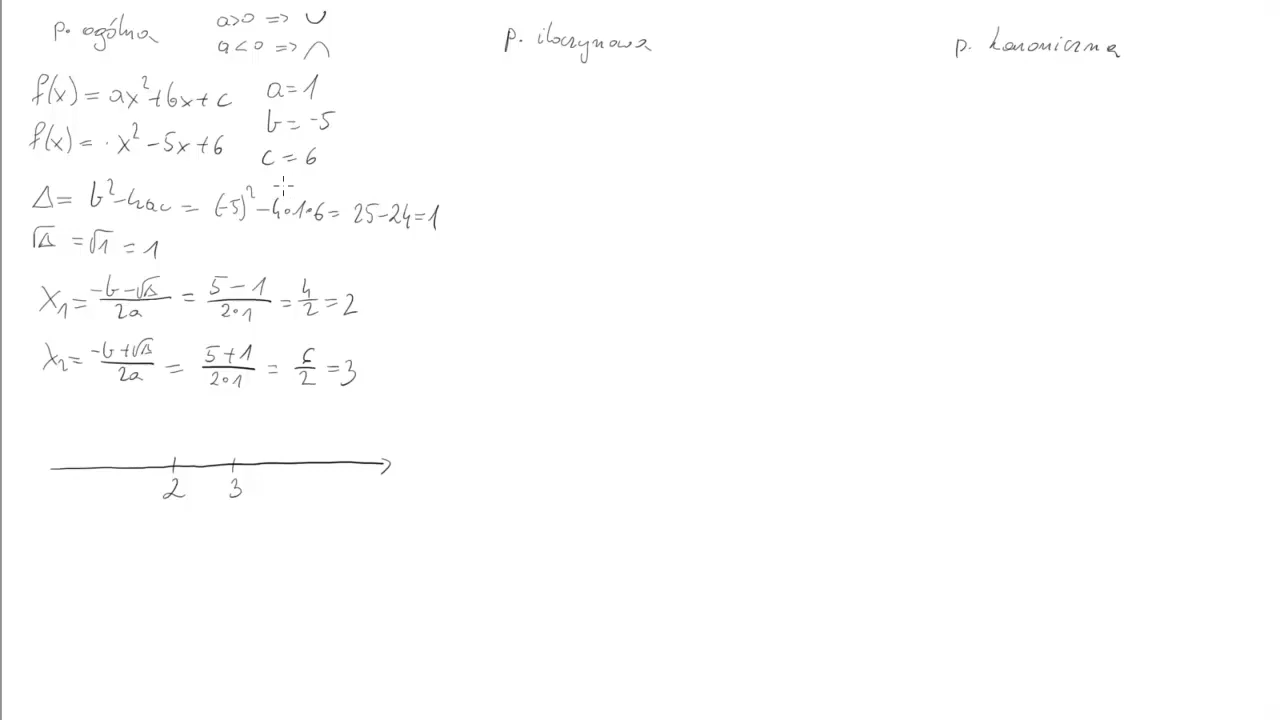 p. ogólna
a>0 => ∪
a<0 => ∩
p. iloczynowa
p. kanoniczna
f(x) = ax²+bx+c
a=1
b=-5
f(x) = x²-5x+6
c=6
Δ= b²-4ac = (-5)²-4•1•6= 25-24=1
√Δ =√1 = 1
x₁= (-b-√Δ)/(2a) = (5-1)/(2•1) = 4/2 = 2
x₂= (-b+√Δ)/(2a) = (5+1)/(2•1) = 6/2 = 3
2 3